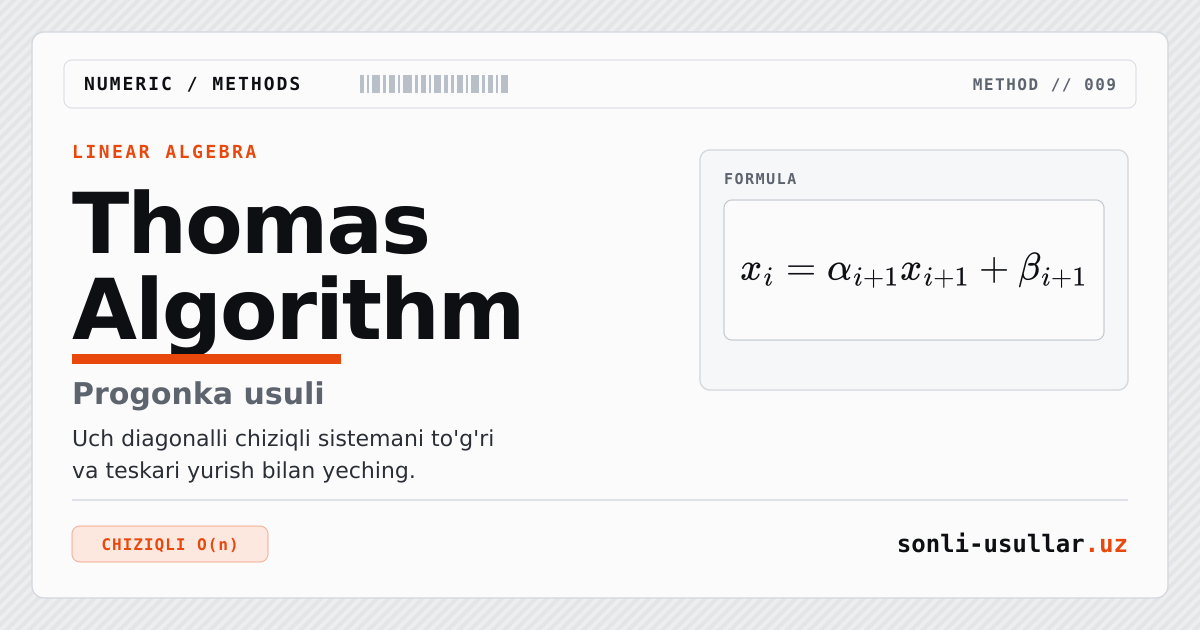 NUMERIC / METHODS
METHOD // 009
LINEAR ALGEBRA
Thomas
Algorithm
Progonka usuli
Uch diagonalli chiziqli sistemani to'g'ri
va teskari yurish bilan yeching.
FORMULA
x_i = α_{i+1}x_{i+1} + β_{i+1}
CHIZIQLI O(n)
sonli-usullar.uz